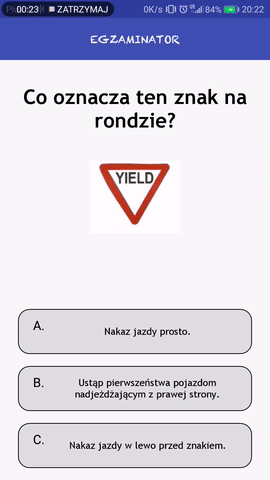 00:23 ZATRZYMAJ 0K/s 84% 20:22
EGZAMINATOR
Co oznacza ten znak na
rondzie?
YIELD
A.
Nakaz jazdy prosto.
B.
Ustąp pierwszeństwa pojazdom
nadjeżdżającym z prawej strony.
C.
Nakaz jazdy w lewo przed znakiem.